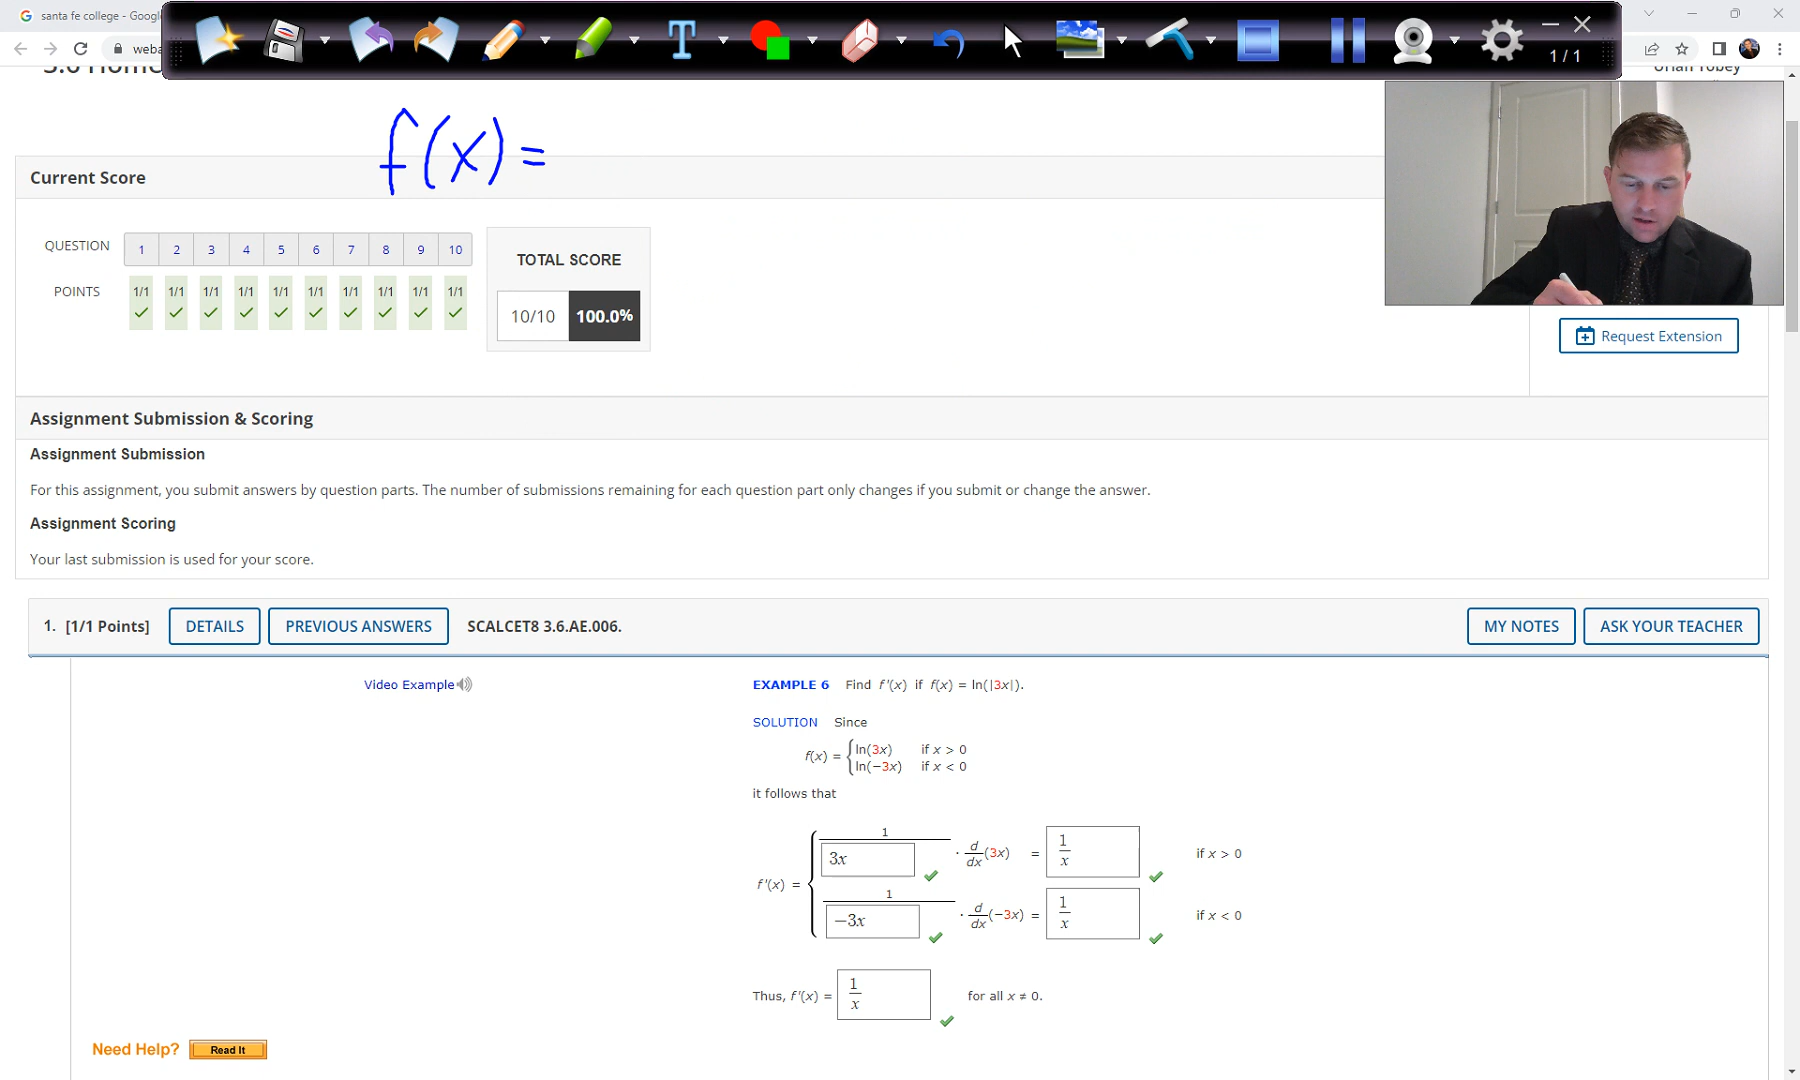 santa fe college - Googl
weba
1 / 1
3.6 Home
Brian Tobey
f(x) =
Current Score
QUESTION 1 2 3 4 5 6 7 8 9 10
POINTS 1/1 1/1 1/1 1/1 1/1 1/1 1/1 1/1 1/1 1/1
TOTAL SCORE
10/10 100.0%
Request Extension
Assignment Submission & Scoring
Assignment Submission
For this assignment, you submit answers by question parts. The number of submissions remaining for each question part only changes if you submit or change the answer.
Assignment Scoring
Your last submission is used for your score.
1. [1/1 Points] DETAILS PREVIOUS ANSWERS SCALCET8 3.6.AE.006. MY NOTES ASK YOUR TEACHER
Video Example
EXAMPLE 6 Find f'(x) if f(x) = ln(|3x|).
SOLUTION Since
f(x) = { ln(3x) if x > 0
ln(−3x) if x < 0
it follows that
f'(x) = { 1/3x · d/dx (3x) = 1/x if x > 0
1/−3x · d/dx (−3x) = 1/x if x < 0
Thus, f'(x) = 1/x for all x ≠ 0.
Need Help? Read It